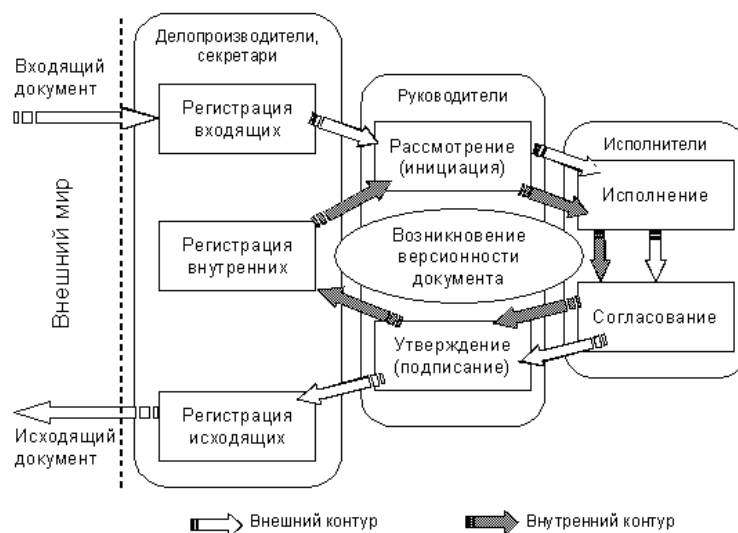 Делопроизводители,
секретари
Входящий
документ
Регистрация
входящих
Руководители
Рассмотрение
(инициация)
Исполнители
Исполнение
Внешний мир
Регистрация
внутренних
Возникновение
версионности
документа
Согласование
Утверждение
(подписание)
Регистрация
исходящих
Исходящий
документ
Внешний контур
Внутренний контур